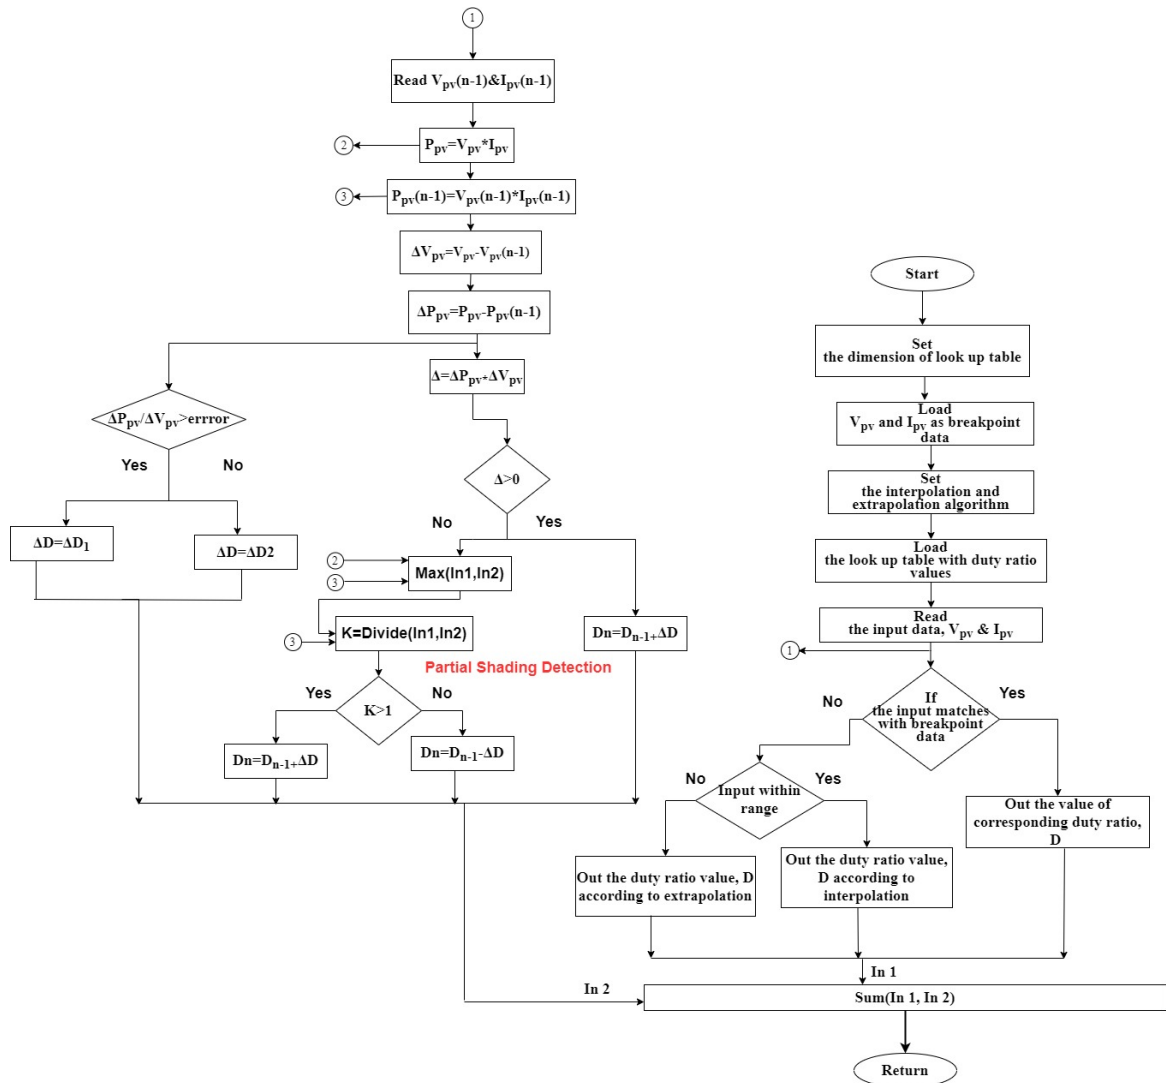 1
Read Vpv(n-1)&Ipv(n-1)
2
Ppv=Vpv*Ipv
3
Ppv(n-1)=Vpv(n-1)*Ipv(n-1)
ΔVpv=Vpv-Vpv(n-1)
ΔPpv=Ppv-Ppv(n-1)
Δ=ΔPpv*ΔVpv
ΔPpv/ΔVpv>errror
Yes
No
ΔD=ΔD1
ΔD=ΔD2
Δ>0
No
Yes
2
3
Max(In1,In2)
3
K=Divide(In1,In2)
Dn=Dn-1+ΔD
Partial Shading Detection
Yes
No
K>1
Dn=Dn-1+ΔD
Dn=Dn-1-ΔD
Start
Set
the dimension of look up table
Load
Vpv and Ipv as breakpoint
data
Set
the interpolation and
extrapolation algorithm
Load
the look up table with duty ratio
values
Read
the input data, Vpv & Ipv
1
No
Yes
If
the input matches
with breakpoint
data
No
Yes
Input within
range
Out the value of
corresponding duty ratio,
D
Out the duty ratio value, D
according to extrapolation
Out the duty ratio value,
D according to
interpolation
In 1
In 2
Sum(In 1, In 2)
Return